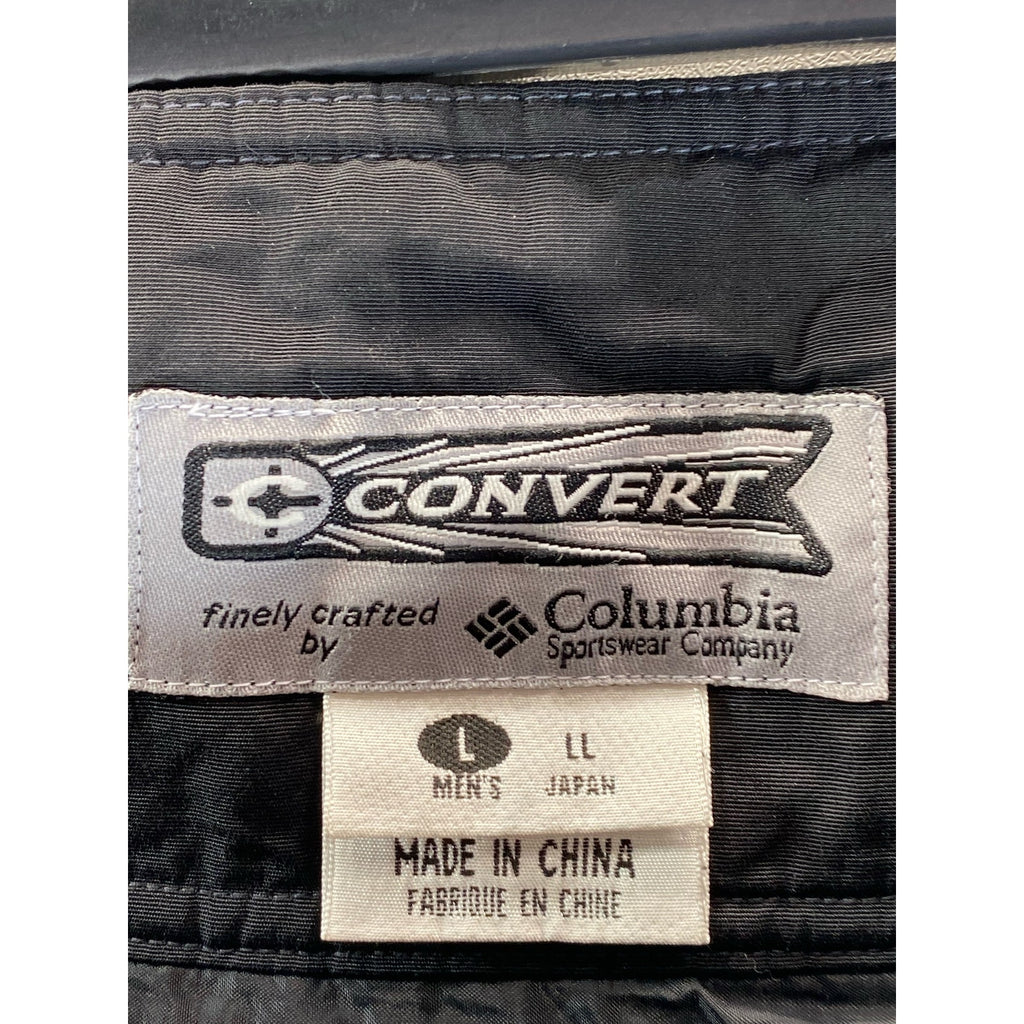 CONVERT
finely crafted
by
Columbia
Sportswear Company
L LL
MEN'S JAPAN
MADE IN CHINA
FABRIQUE EN CHINE